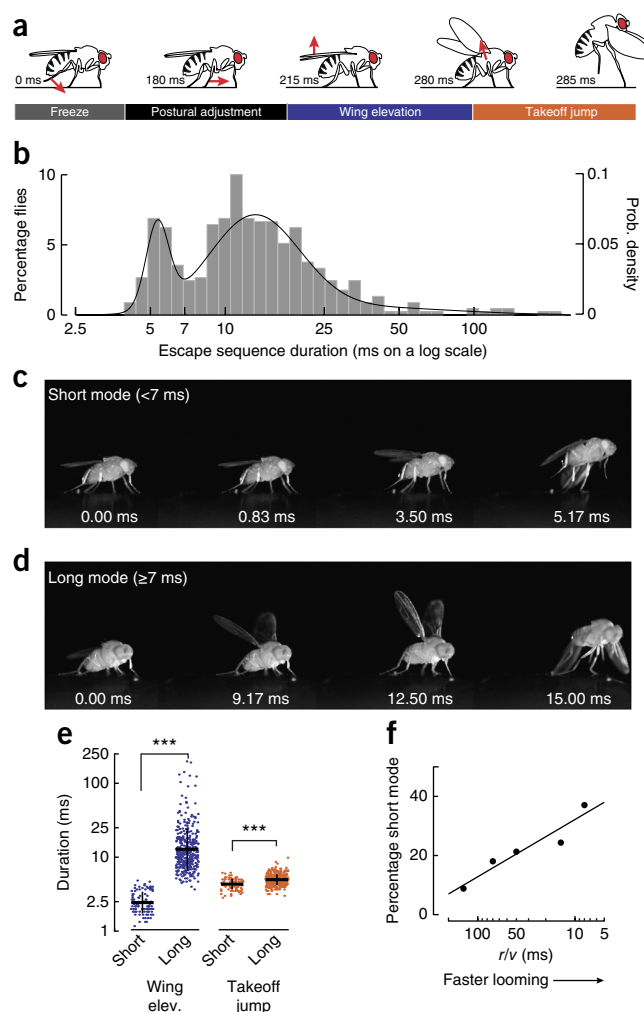 a
0 ms
180 ms
215 ms
280 ms
285 ms
Freeze
Postural adjustment
Wing elevation
Takeoff jump
b
Percentage flies
10
5
0
0.1
0.05
0
Prob. density
2.5
5
7
10
25
50
100
Escape sequence duration (ms on a log scale)
c
Short mode (<7 ms)
0.00 ms
0.83 ms
3.50 ms
5.17 ms
d
Long mode (≥7 ms)
0.00 ms
9.17 ms
12.50 ms
15.00 ms
e
Duration (ms)
250
100
25
10
2.5
1
***
***
Short
Long
Short
Long
Wing
elev.
Takeoff
jump
f
Percentage short mode
40
20
0
100
50
10
5
r/v (ms)
Faster looming